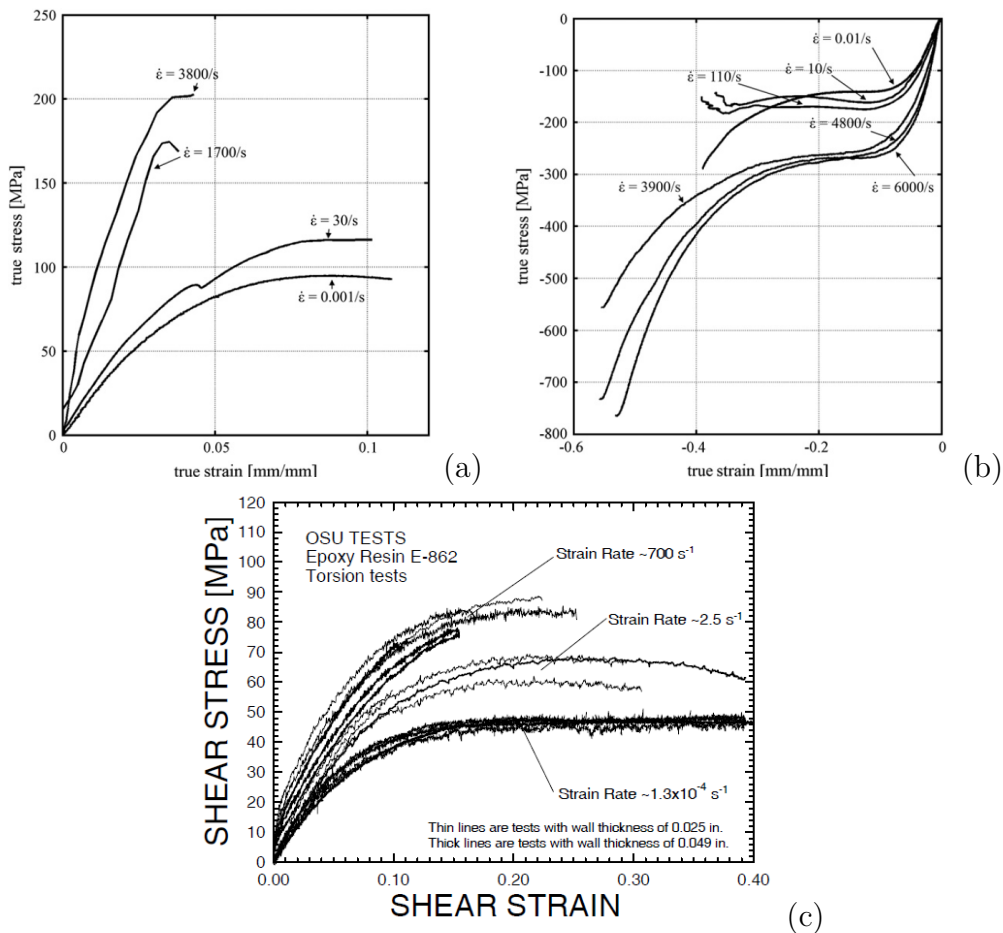 250
200
150
100
50
0
true stress [MPa]
ε̇ = 3800/s
ε̇ = 1700/s
ε̇ = 30/s
ε̇ = 0.001/s
0
0.05
0.1
true strain [mm/mm]
(a)
0
-100
-200
-300
-400
-500
-600
-700
-800
true stress [MPa]
ε̇ = 0.01/s
ε̇ = 110/s
ε̇ = 10/s
ε̇ = 4800/s
ε̇ = 3900/s
ε̇ = 6000/s
-0.6
-0.4
-0.2
0
true strain [mm/mm]
(b)
120
110
100
90
80
70
60
50
40
30
20
10
0
SHEAR STRESS [MPa]
OSU TESTS
Epoxy Resin E-862
Torsion tests
Strain Rate ~700 s⁻¹
Strain Rate ~2.5 s⁻¹
Strain Rate ~1.3x10⁻⁴ s⁻¹
Thin lines are tests with wall thickness of 0.025 in.
Thick lines are tests with wall thickness of 0.049 in.
0.00
0.10
0.20
0.30
0.40
SHEAR STRAIN
(c)